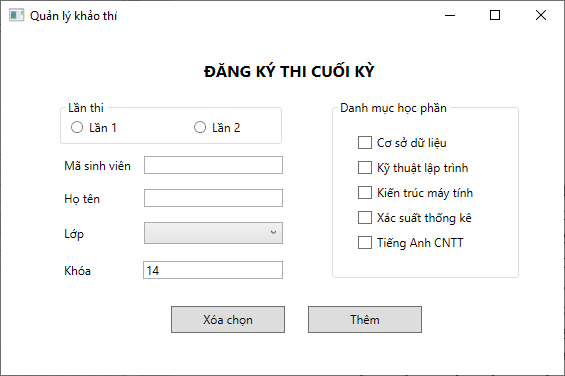 Quản lý khảo thí
ĐĂNG KÝ THI CUỐI KỲ
Lần thi
Lần 1
Lần 2
Mã sinh viên
Họ tên
Lớp
Khóa
14
Danh mục học phần
Cơ sở dữ liệu
Kỹ thuật lập trình
Kiến trúc máy tính
Xác suất thống kê
Tiếng Anh CNTT
Xóa chọn
Thêm